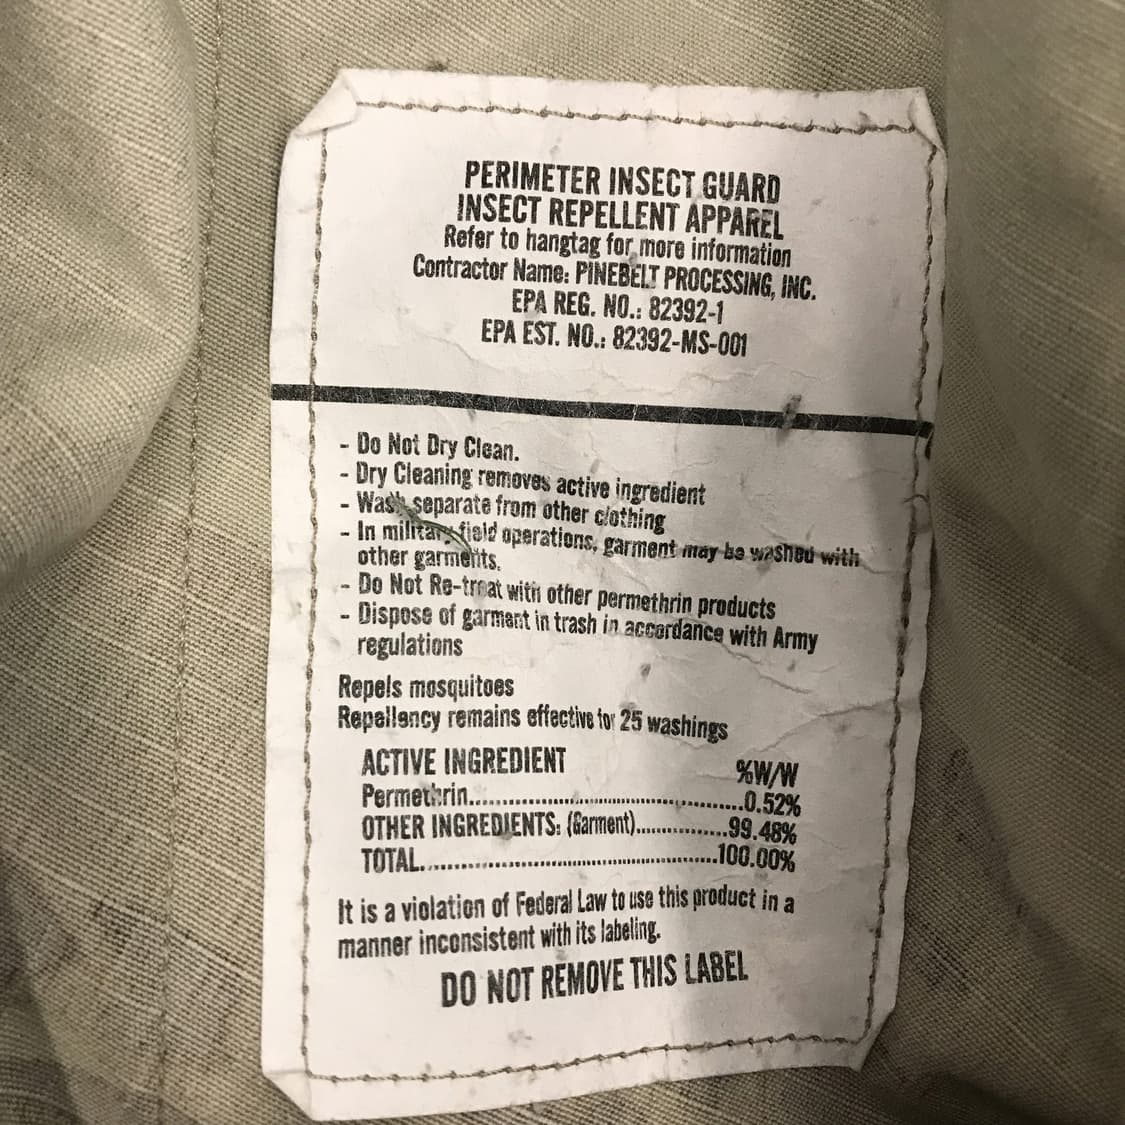 PERIMETER INSECT GUARD
INSECT REPELLENT APPAREL
Refer to hangtag for more information
Contractor Name: PINEBELT PROCESSING, INC.
EPA REG. NO.: 82392-1
EPA EST. NO.: 82392-MS-001
- Do Not Dry Clean.
- Dry Cleaning removes active ingredient
- Wash separate from other clothing
- In military field operations, garment may be washed with
other garments.
- Do Not Re-treat with other permethrin products
- Dispose of garment in trash in accordance with Army
regulations
Repels mosquitoes
Repellency remains effective for 25 washings
ACTIVE INGREDIENT %W/W
Permethrin..............................0.52%
OTHER INGREDIENTS: (Garment)..............99.48%
TOTAL..............................100.00%
It is a violation of Federal Law to use this product in a
manner inconsistent with its labeling.
DO NOT REMOVE THIS LABEL